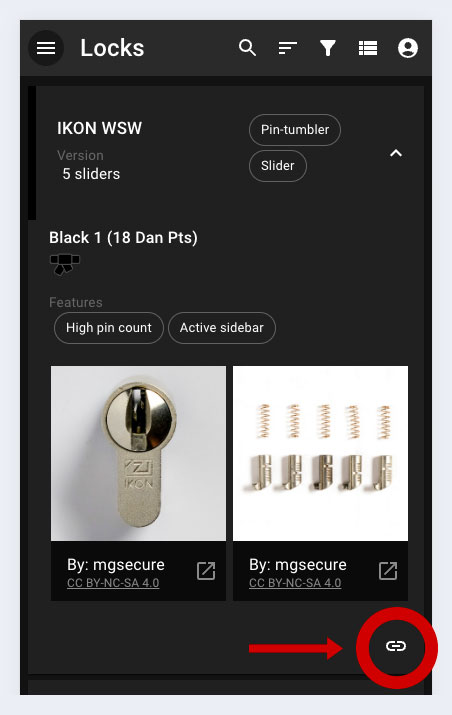 Locks
IKON WSW
Version
5 sliders
Pin-tumbler
Slider
Black 1 (18 Dan Pts)
Features
High pin count
Active sidebar
IKON
By: mgsecure
CC BY-NC-SA 4.0
By: mgsecure
CC BY-NC-SA 4.0